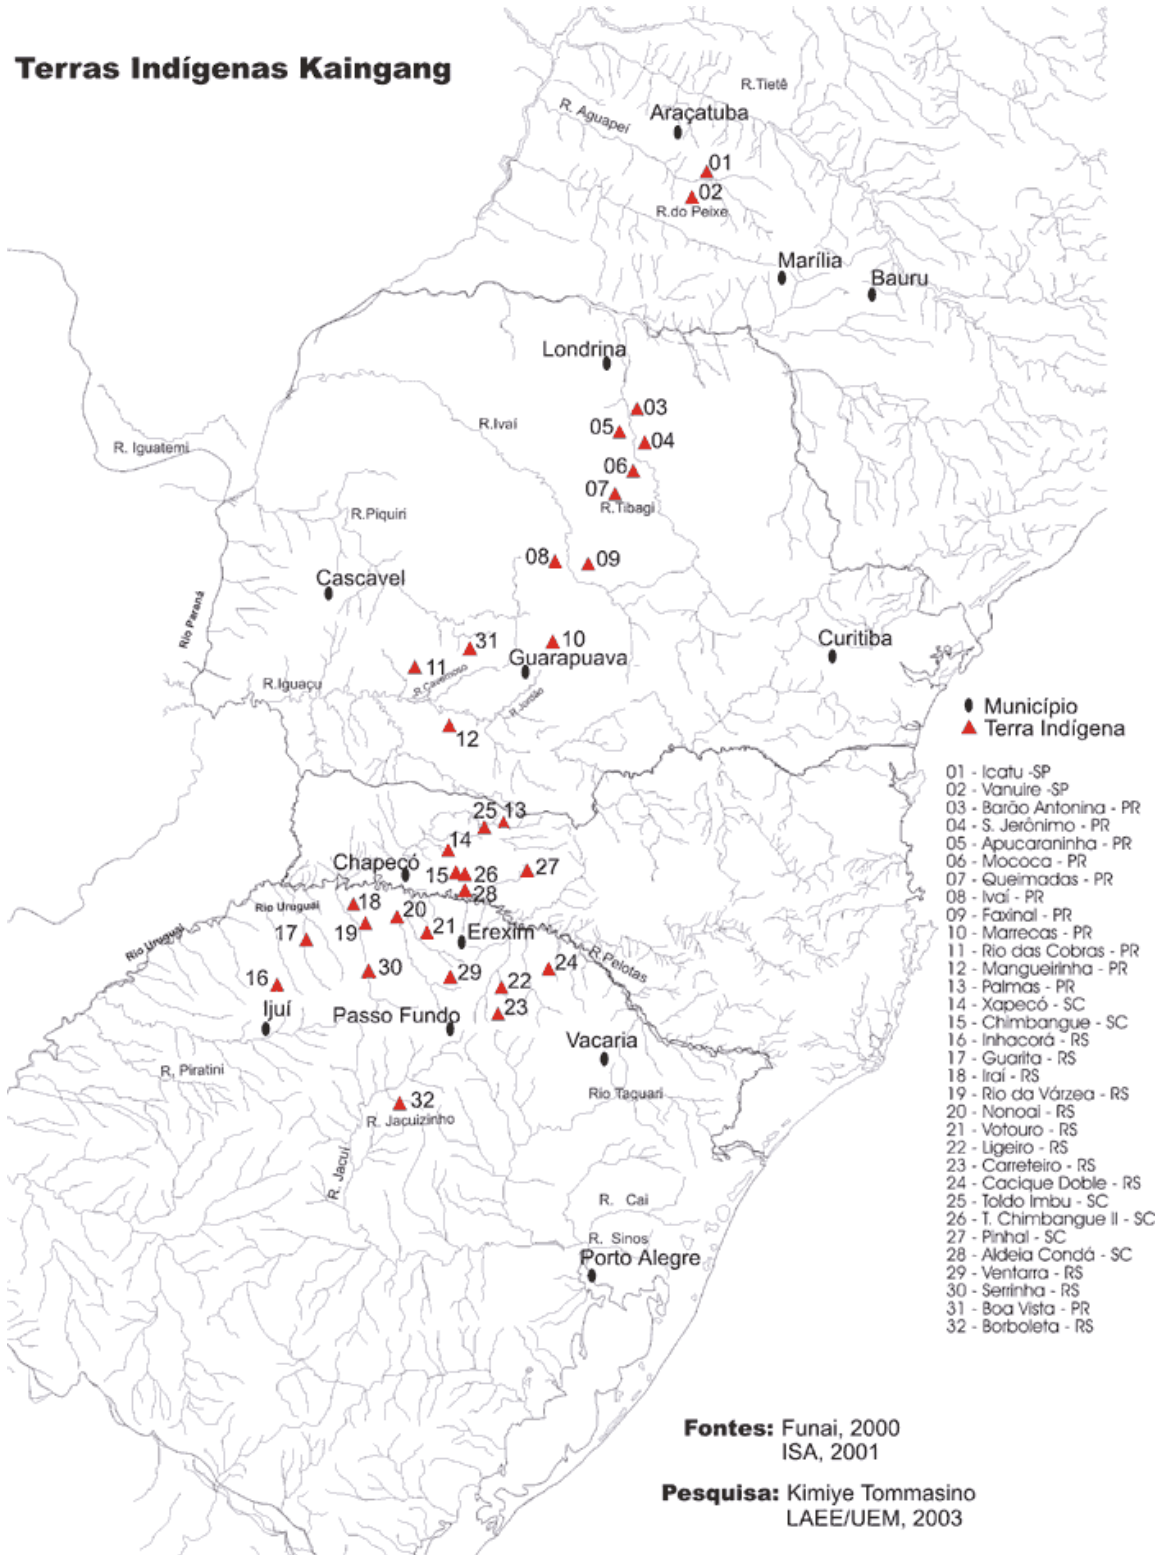 Terras Indígenas Kaingang
R.Tietê
R. Aguapeí
Araçatuba
01
02
R.do Peixe
Marília
Bauru
Londrina
03
R.Ivaí
05
04
R. Iguatemi
06
07
R.Tibagi
R.Piquiri
08
09
Cascavel
Rio Paraná
10
31
Curitiba
Guarapuava
11
R.Cavernoso
R.Iguaçu
R.Jordão
12
Município
Terra Indígena
01 - Icatu -SP
02 - Vanuire -SP
03 - Barão Antonina - PR
04 - S. Jerônimo - PR
05 - Apucaraninha - PR
06 - Mococa - PR
07 - Queimadas - PR
08 - Ivaí - PR
09 - Faxinal - PR
10 - Marrecas - PR
11 - Rio das Cobras - PR
12 - Mangueirinha - PR
13 - Palmas - PR
14 - Xapecó - SC
15 - Chimbangue - SC
16 - Inhacorá - RS
17 - Guarita - RS
18 - Iraí - RS
19 - Rio da Várzea - RS
20 - Nonoai - RS
21 - Votouro - RS
22 - Ligeiro - RS
23 - Carreteiro - RS
24 - Cacique Doble - RS
25 - Toldo Imbu - SC
26 - T. Chimbangue II - SC
27 - Pinhal - SC
28 - Aldeia Condá - SC
29 - Ventarra - RS
30 - Serrinha - RS
31 - Boa Vista - PR
32 - Borboleta - RS
25
13
14
Chapecó
15
26
27
28
18
Rio Uruguai
20
19
21
Erexim
17
Rio Uruguai
R.Pelotas
24
30
29
16
22
Ijuí
Passo Fundo
23
Vacaria
R. Piratini
Rio Taquari
32
R. Jacuizinho
R. Jacuí
R. Cai
R. Sinos
Porto Alegre
Fontes: Funai, 2000
ISA, 2001
Pesquisa: Kimiye Tommasino
LAEE/UEM, 2003